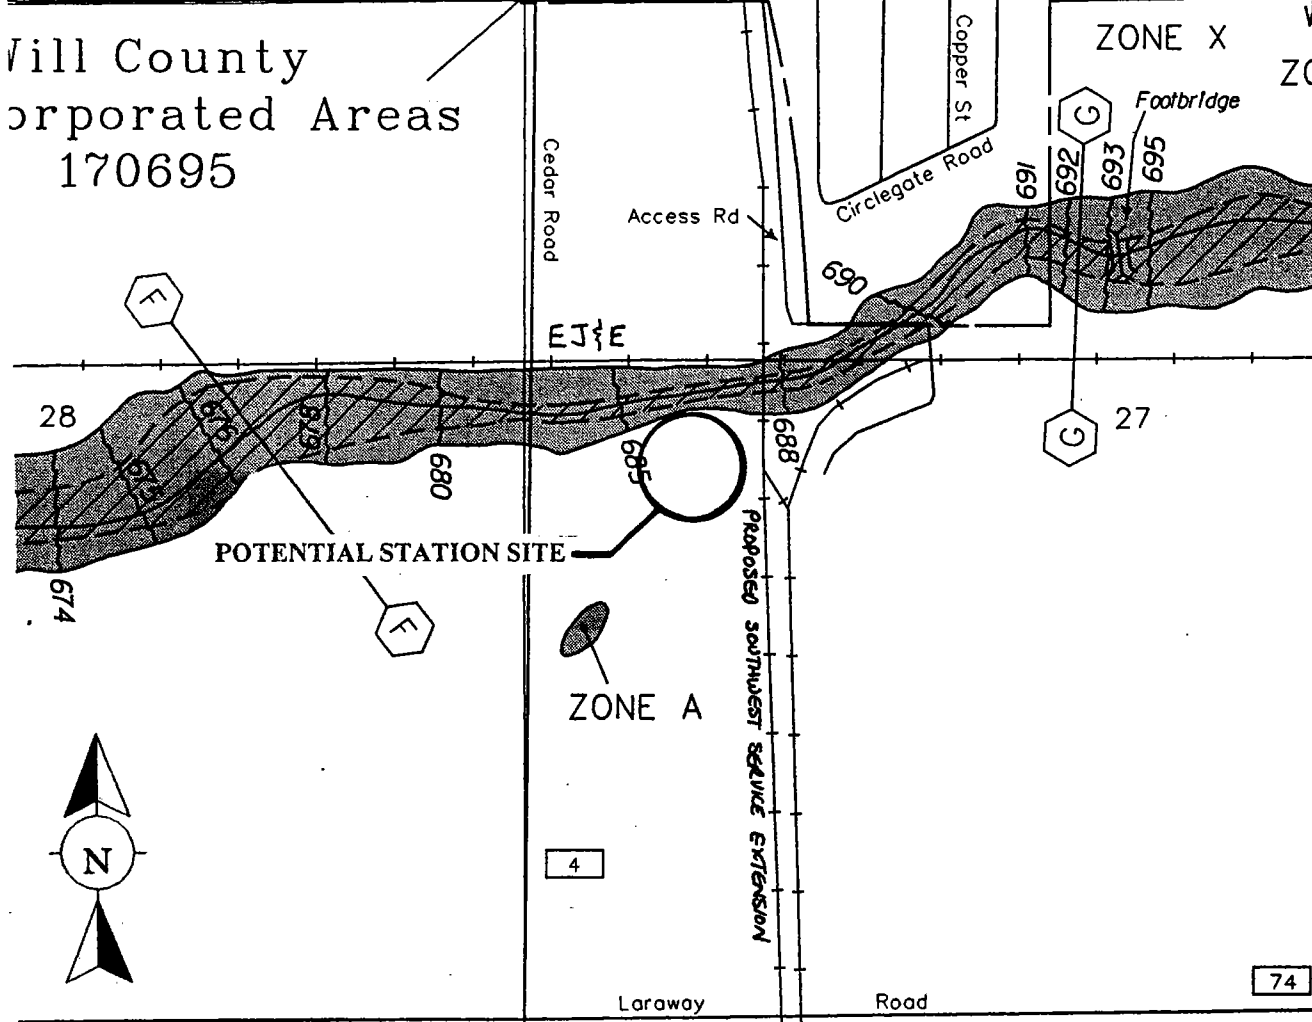 Will County
orporated Areas
170695
Copper St
ZONE X
G
Footbridge
Cedar Road
Circlegate Road
691
692
693
695
Access Rd
690
F
EJ&E
28
676
678
675
680
685
688
G
27
POTENTIAL STATION SITE
674
F
ZONE A
PROPOSED SOUTHWEST SERVICE EXTENSION
N
4
74
Laraway Road